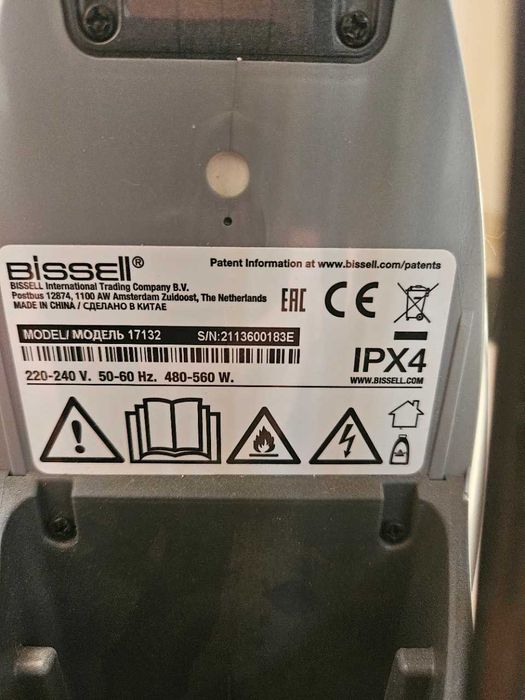 BISSELL®
Patent Information at www.bissell.com/patents
BISSELL International Trading Company B.V.
Postbus 12874, 1100 AW Amsterdam Zuidoost, The Netherlands
MADE IN CHINA / СДЕЛАНО В КИТАЕ
EAC CE
MODEL/ МОДЕЛЬ 17132 S/N:2113600183E
IPX4
220-240 V. 50-60 Hz. 480-560 W.
WWW.BISSELL.COM